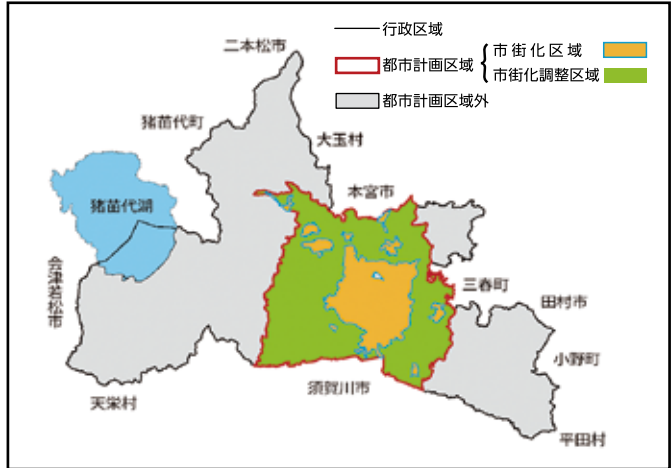 行政区域
都市計画区域
市街化区域
市街化調整区域
都市計画区域外
二本松市
猪苗代町
大玉村
本宮市
猪苗代湖
会津若松市
三春町
田村市
小野町
須賀川市
天栄村
平田村